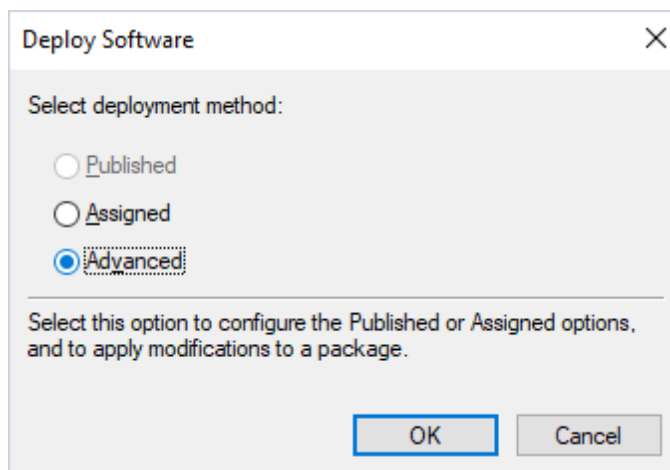 Deploy Software
Select deployment method:
Published
Assigned
Advanced
Select this option to configure the Published or Assigned options,
and to apply modifications to a package.
OK
Cancel